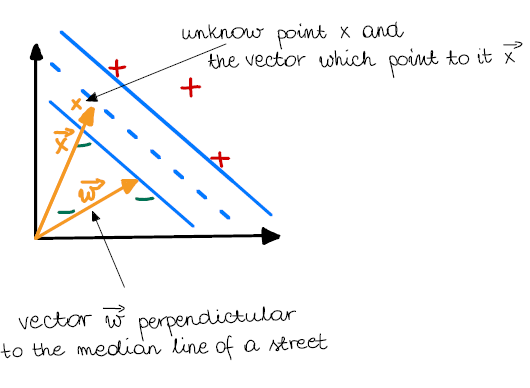 unknow point x and
the vector which point to it x⃗
x
x⃗
w⃗
vector w⃗ perpendictular
to the median line of a street